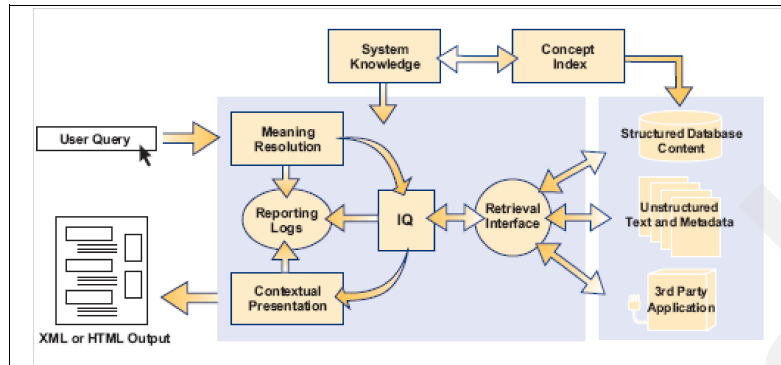 System
Knowledge
Concept
Index
User Query
Meaning
Resolution
Structured Database
Content
Reporting
Logs
IQ
Retrieval
Interface
Unstructured
Text and Metadata
Contextual
Presentation
3rd Party
Application
XML or HTML Output